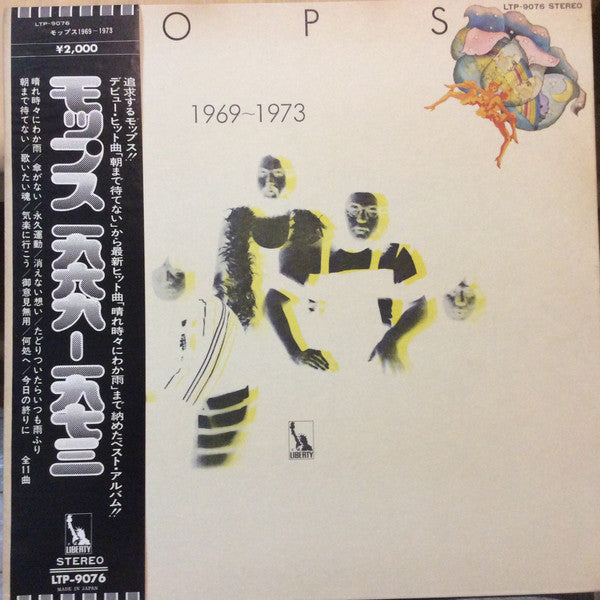 LTP-9076
モップス1969~1973
¥2,000
モップス 一九六九―一九七三
追求するモップス!!
デビュー・ヒット曲「朝まで待てない」から最新ヒット曲「晴れ時々にわか雨」まで納めたベスト・アルバム!!
晴れ時々にわか雨/傘がない/永久運動/消えない想い/たどりついたらいつも雨ふり
朝まで待てない/歌いたい魂/気楽に行こう/御意見無用/何処へ/今日の終りに 全11曲
LIBERTY
STEREO
LTP-9076
MADE IN JAPAN
OPS
LTP-9076 STEREO
1969~1973
LIBERTY